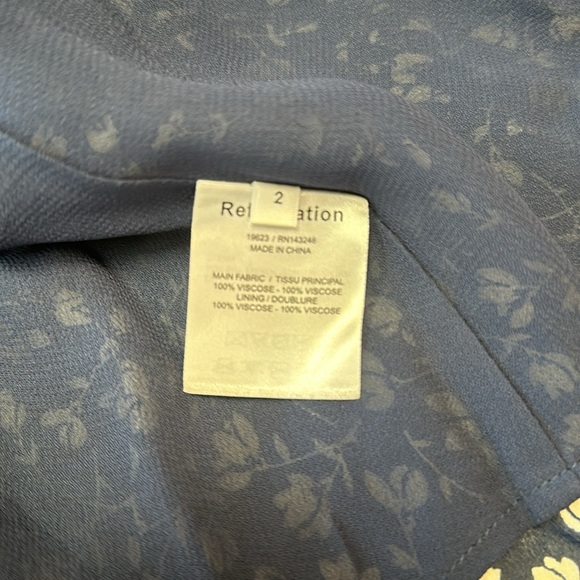 2
Ref ation
19623 / RN143248
MADE IN CHINA
MAIN FABRIC / TISSU PRINCIPAL
100% VISCOSE - 100% VISCOSE
LINING / DOUBLURE
100% VISCOSE - 100% VISCOSE